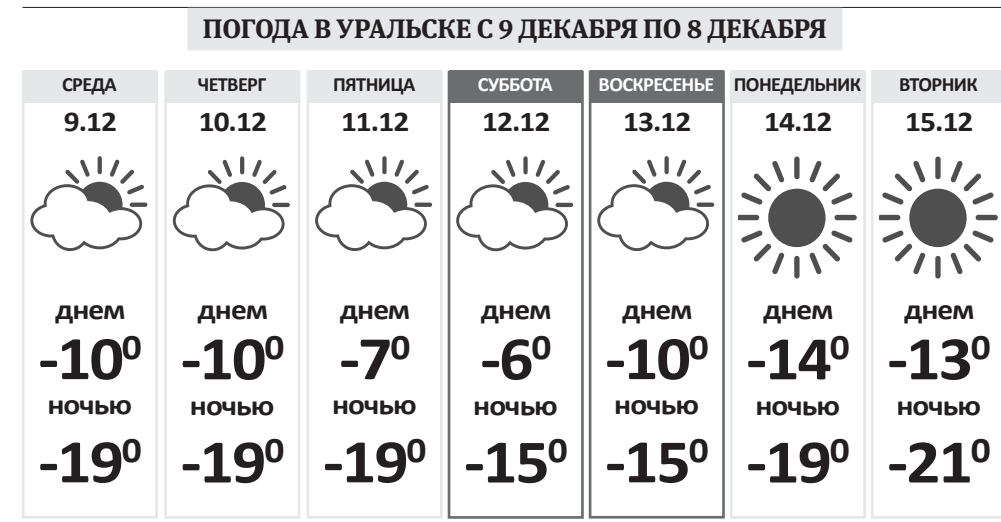 ПОГОДА В УРАЛЬСКЕ С 9 ДЕКАБРЯ ПО 8 ДЕКАБРЯ
СРЕДА ЧЕТВЕРГ ПЯТНИЦА СУББОТА ВОСКРЕСЕНЬЕ ПОНЕДЕЛЬНИК ВТОРНИК
9.12 10.12 11.12 12.12 13.12 14.12 15.12
днем днем днем днем днем днем днем
-10⁰ -10⁰ -7⁰ -6⁰ -10⁰ -14⁰ -13⁰
ночью ночью ночью ночью ночью ночью ночью
-19⁰ -19⁰ -19⁰ -15⁰ -15⁰ -19⁰ -21⁰